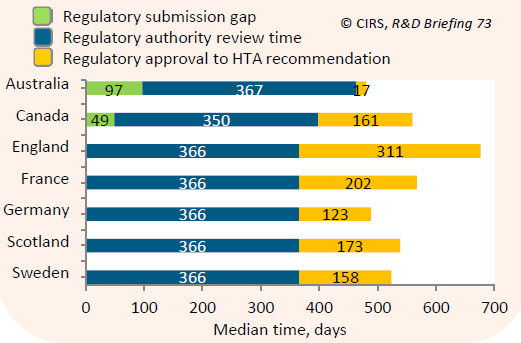 Regulatory submission gap
© CIRS, R&D Briefing 73
Regulatory authority review time
Regulatory approval to HTA recommendation
Australia 97 367 17
Canada 49 350 161
England 366 311
France 366 202
Germany 366 123
Scotland 366 173
Sweden 366 158
0 100 200 300 400 500 600 700
Median time, days